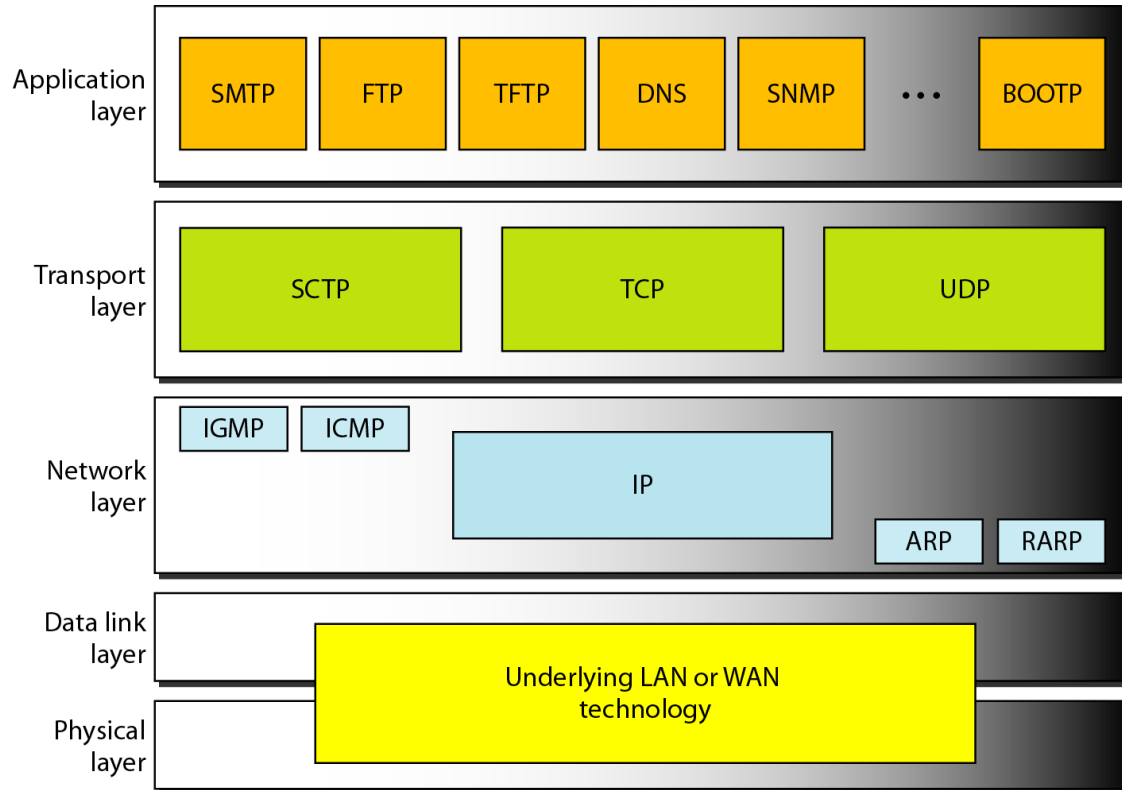 Application
layer
SMTP
FTP
TFTP
DNS
SNMP
...
BOOTP
Transport
layer
SCTP
TCP
UDP
Network
layer
IGMP
ICMP
IP
ARP
RARP
Data link
layer
Underlying LAN or WAN
technology
Physical
layer